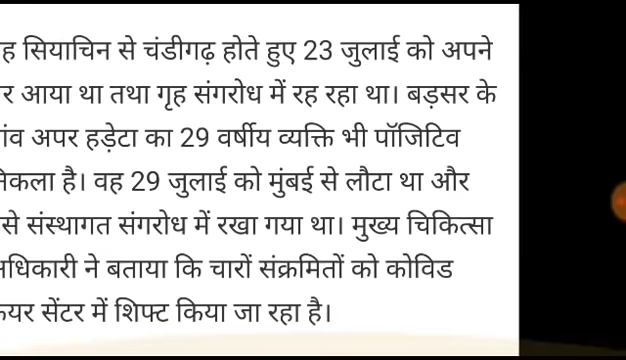 सियाचिन से चंडीगढ़ होते हुए 23 जुलाई को अपने
आया था तथा गृह संगरोध में रह रहा था। बड़सर के
अपर हड़ेटा का 29 वर्षीय व्यक्ति भी पॉजिटिव
है। वह 29 जुलाई को मुंबई से लौटा था और
संस्थागत संगरोध में रखा गया था। मुख्य चिकित्सा
ने बताया कि चारों संक्रमितों को कोविड
सेंटर में शिफ्ट किया जा रहा है।